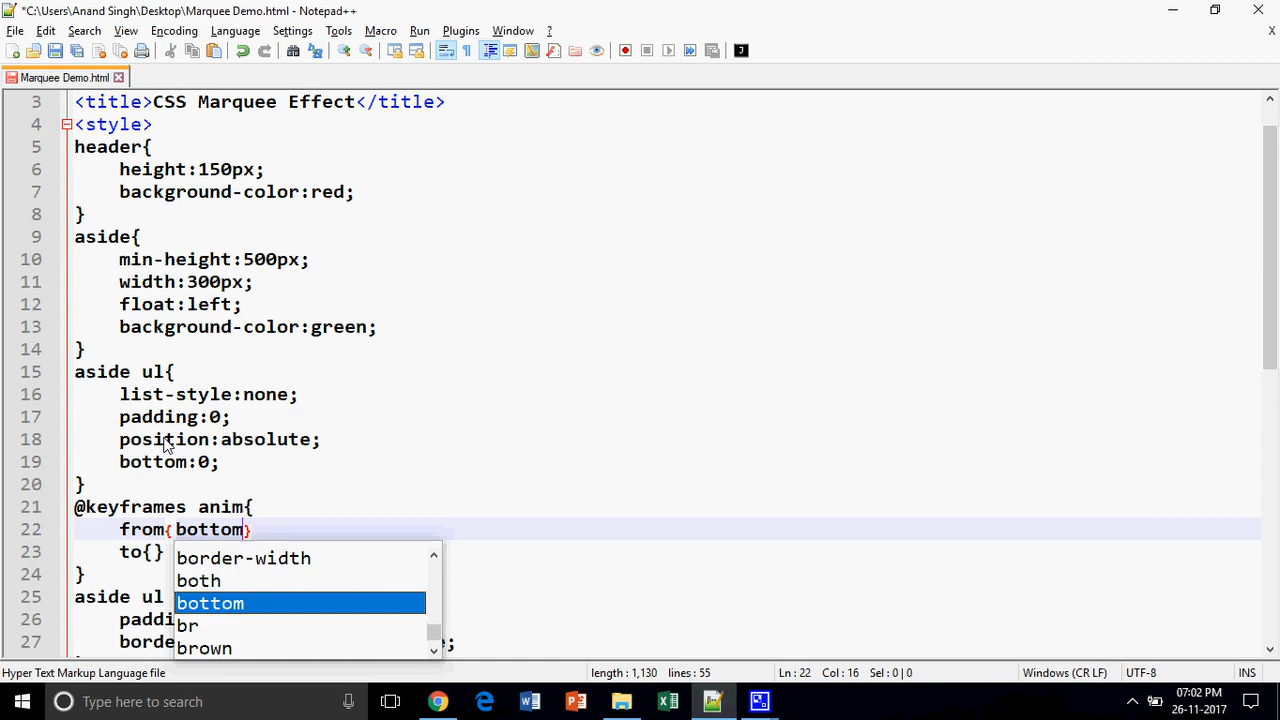 *C:\Users\Anand Singh\Desktop\Marquee Demo.html - Notepad++
File Edit Search View Encoding Language Settings Tools Macro Run Plugins Window ? X
Marquee Demo.html
3 <title>CSS Marquee Effect</title>
4 <style>
5 header{
6 height:150px;
7 background-color:red;
8 }
9 aside{
10 min-height:500px;
11 width:300px;
12 float:left;
13 background-color:green;
14 }
15 aside ul{
16 list-style:none;
17 padding:0;
18 position:absolute;
19 bottom:0;
20 }
21 @keyframes anim{
22 from{bottom}
23 to{}
border-width
24 }
both
bottom
25 aside ul
br
26 paddi
brown
27 borde e;
Hyper Text Markup Language file length : 1,130 lines : 55 Ln : 22 Col : 16 Sel : 0 | 0 Windows (CR LF) UTF-8 INS
Type here to search
07:02 PM
26-11-2017